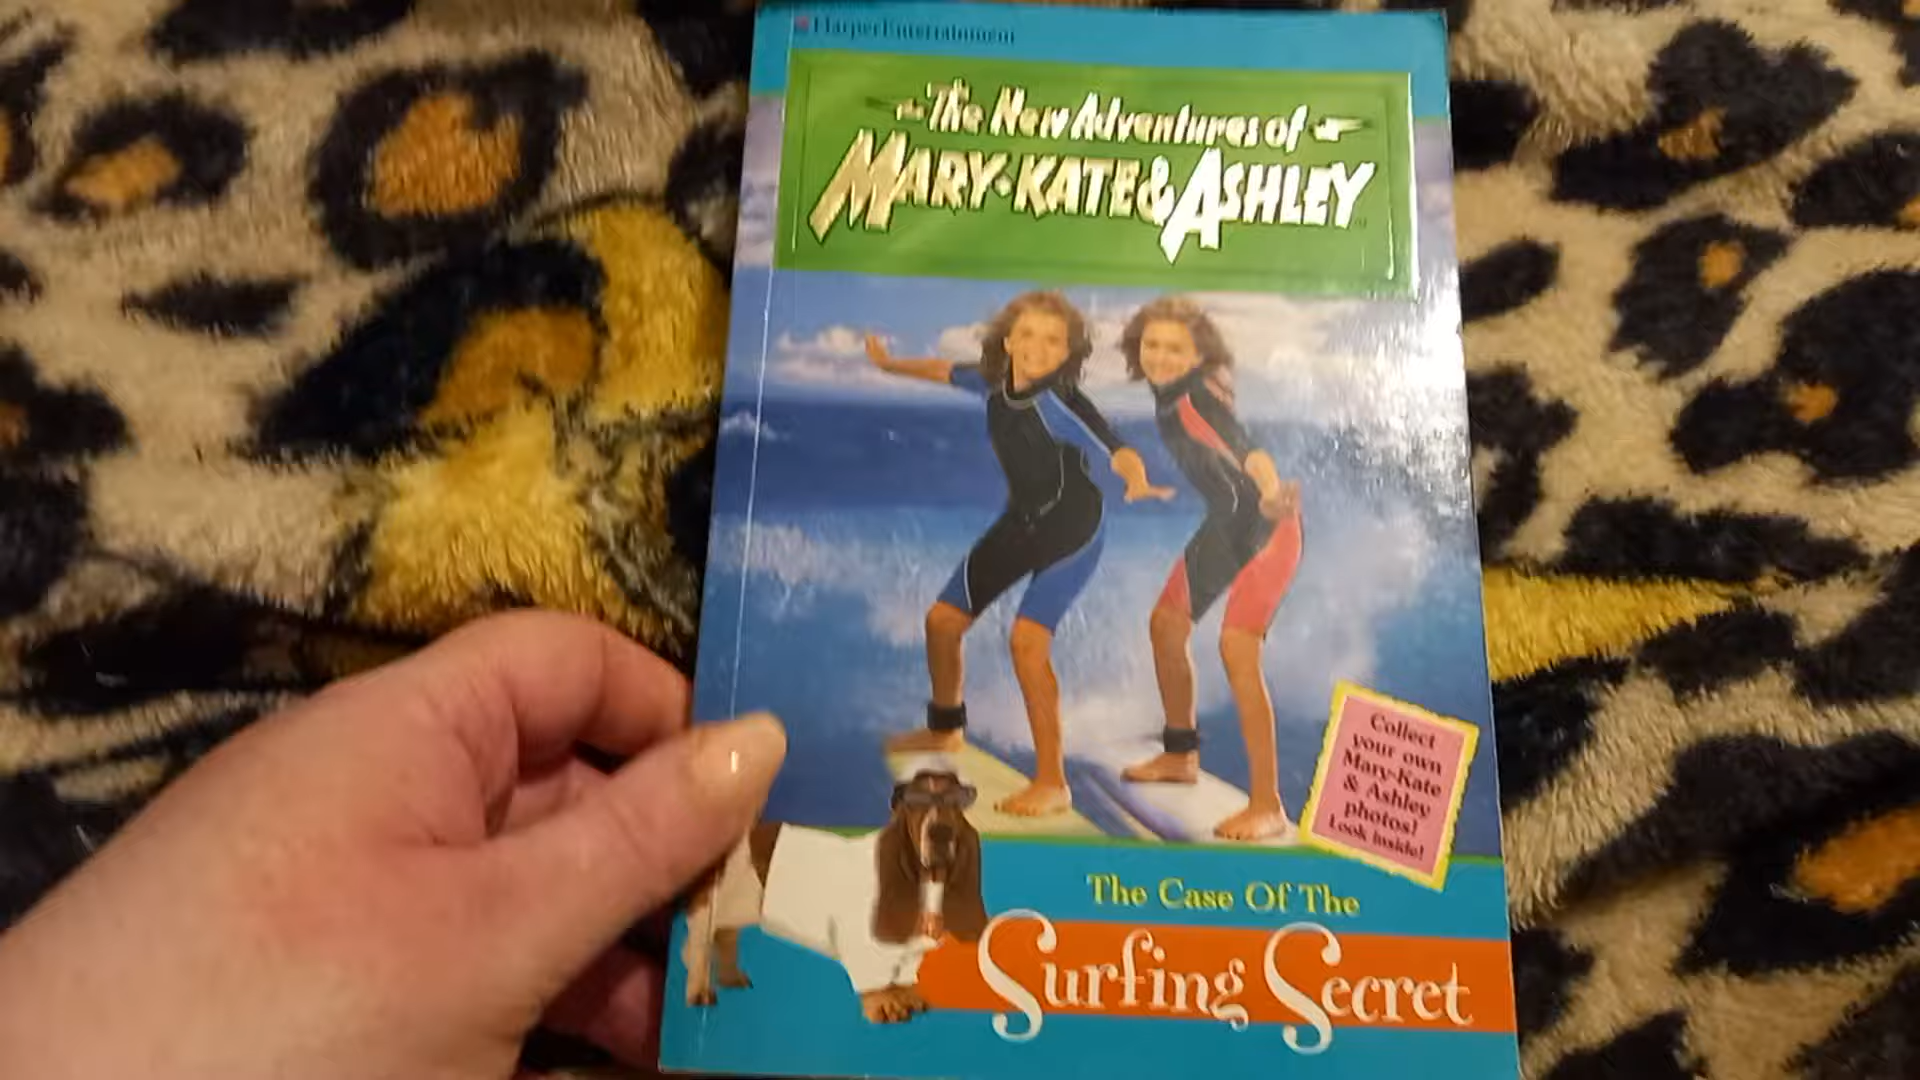 HarperEntertainment
The New Adventures of
MARY-KATE & ASHLEY
Collect
your own
Mary-Kate
& Ashley
photos!
Look inside!
The Case Of The
Surfing Secret